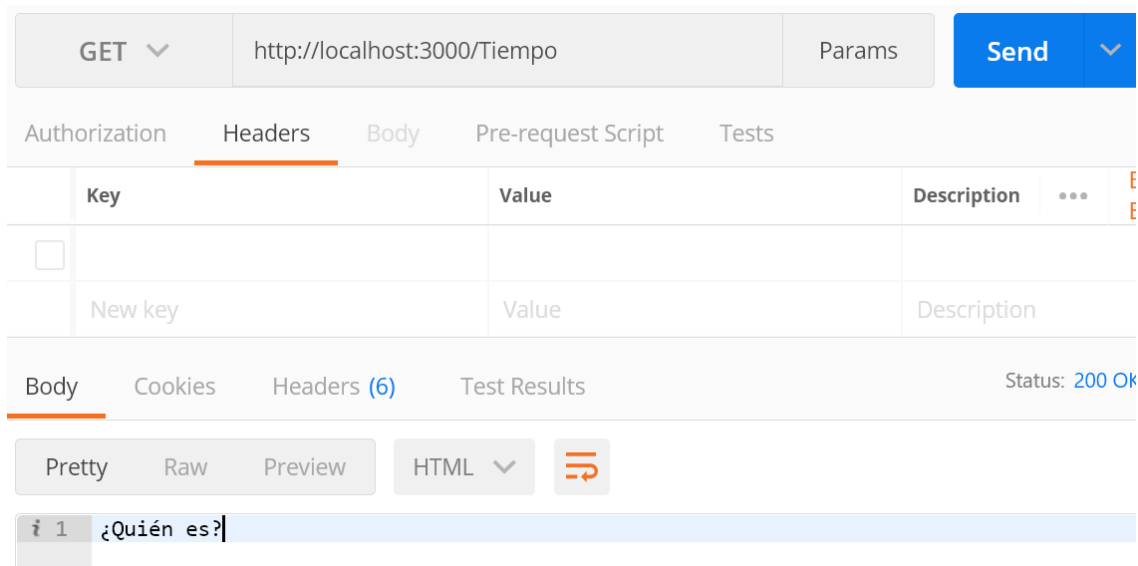 GET http://localhost:3000/Tiempo Params Send
Authorization Headers Body Pre-request Script Tests
Key Value Description
New key Value Description
Body Cookies Headers (6) Test Results Status: 200 OK
Pretty Raw Preview HTML
i 1 ¿Quién es?